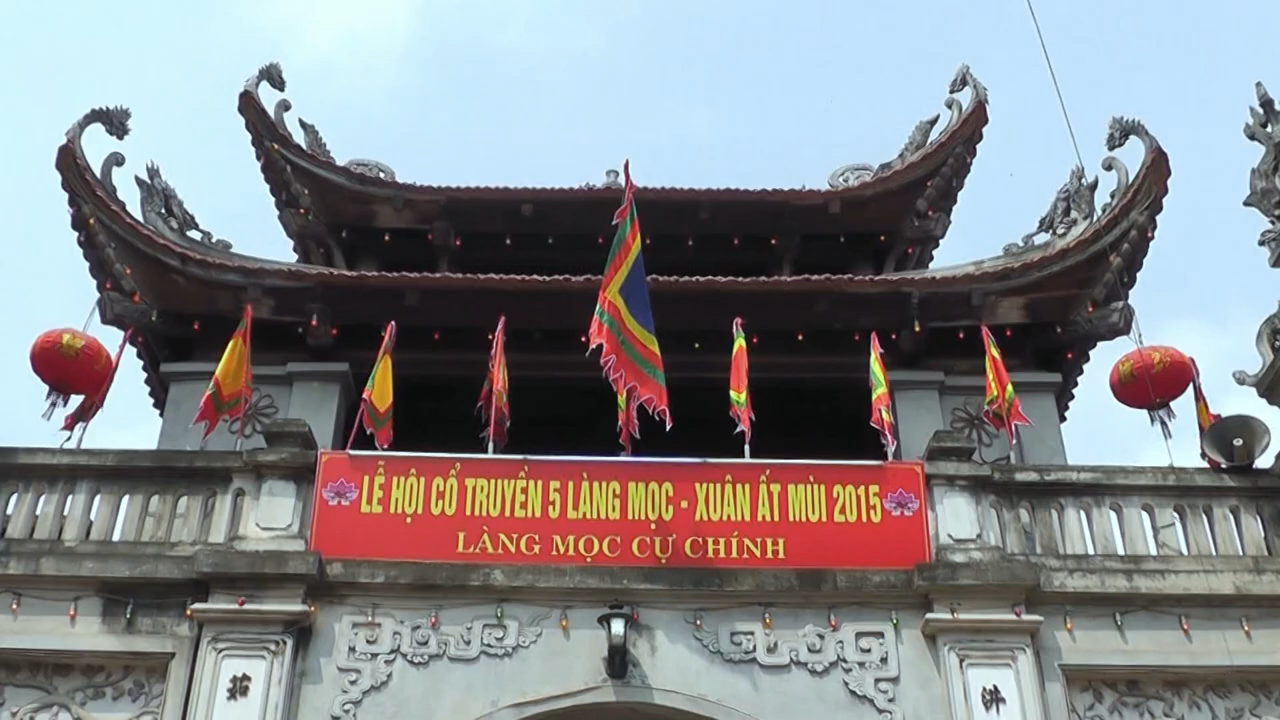 LỄ HỘI CỔ TRUYỀN 5 LÀNG MỌC - XUÂN ẤT MÙI 2015
LÀNG MỌC CỰ CHÍNH